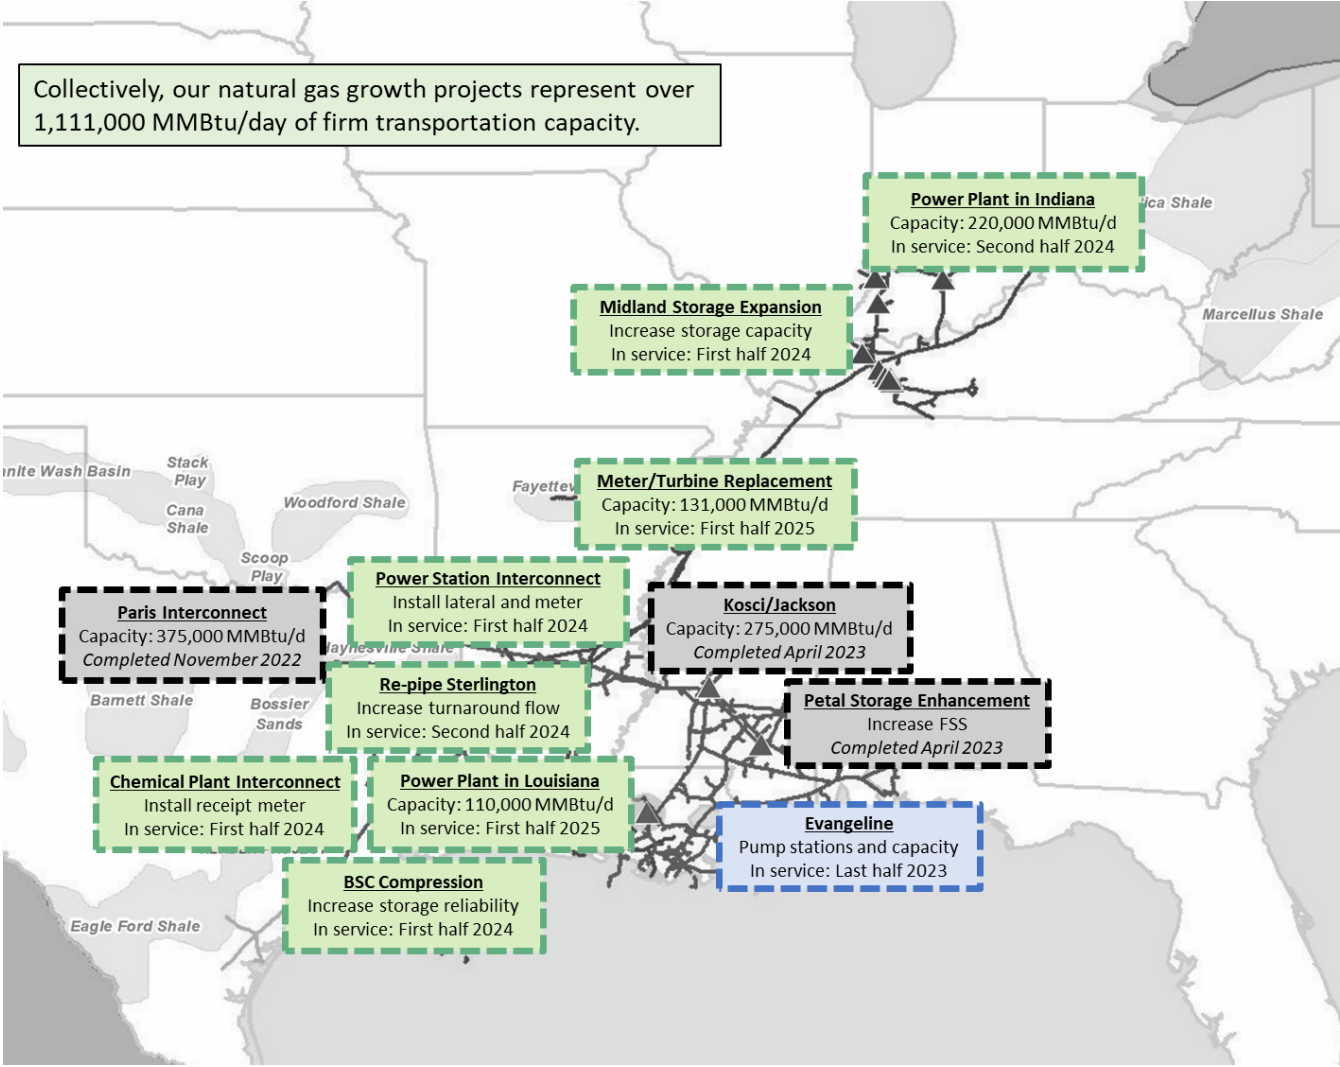 Collectively, our natural gas growth projects represent over
1,111,000 MMBtu/day of firm transportation capacity.
Power Plant in Indiana
Capacity: 220,000 MMBtu/d
In service: Second half 2024
ica Shale
Marcellus Shale
Midland Storage Expansion
Increase storage capacity
In service: First half 2024
nite Wash Basin
Stack
Play
Cana
Shale
Woodford Shale
Scoop
Play
Fayettev
Meter/Turbine Replacement
Capacity: 131,000 MMBtu/d
In service: First half 2025
Power Station Interconnect
Install lateral and meter
In service: First half 2024
Paris Interconnect
Capacity: 375,000 MMBtu/d
Completed November 2022
Kosci/Jackson
Capacity: 275,000 MMBtu/d
Completed April 2023
aynesville Shale
Barnett Shale
Bossier
Sands
Re-pipe Sterlington
Increase turnaround flow
In service: Second half 2024
Petal Storage Enhancement
Increase FSS
Completed April 2023
Chemical Plant Interconnect
Install receipt meter
In service: First half 2024
Power Plant in Louisiana
Capacity: 110,000 MMBtu/d
In service: First half 2025
Evangeline
Pump stations and capacity
In service: Last half 2023
BSC Compression
Increase storage reliability
In service: First half 2024
Eagle Ford Shale